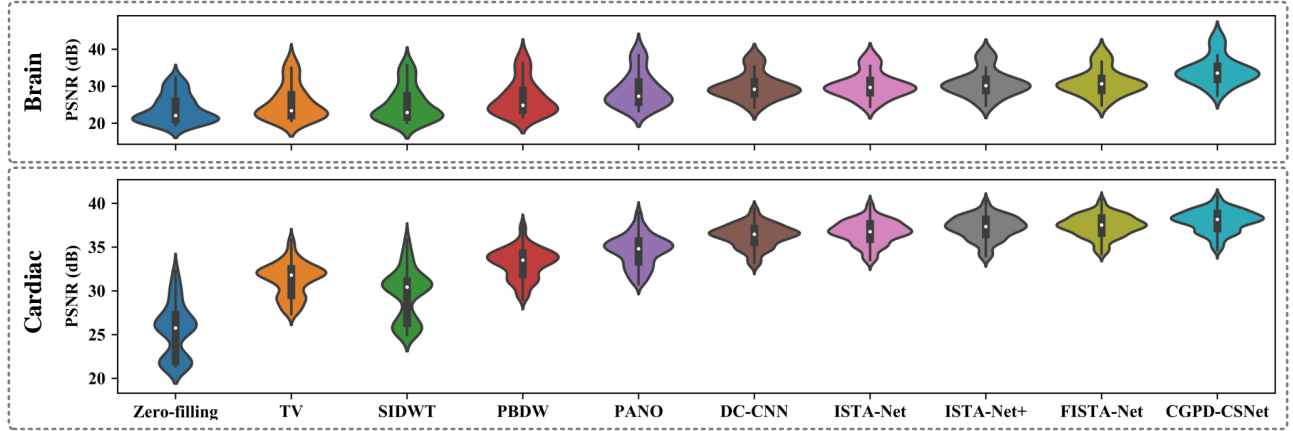 Brain
PSNR (dB)
40
30
20
Cardiac
PSNR (dB)
40
35
30
25
20
Zero-filling TV SIDWT PBDW PANO DC-CNN ISTA-Net ISTA-Net+ FISTA-Net CGPD-CSNet